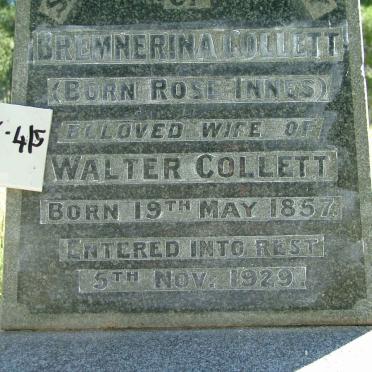 OF
BREMNERINA COLLETT
(BORN ROSE INNES)
BELOVED WIFE OF
WALTER COLLETT
BORN 19TH MAY 1857.
ENTERED INTO REST
5TH NOV. 1929.